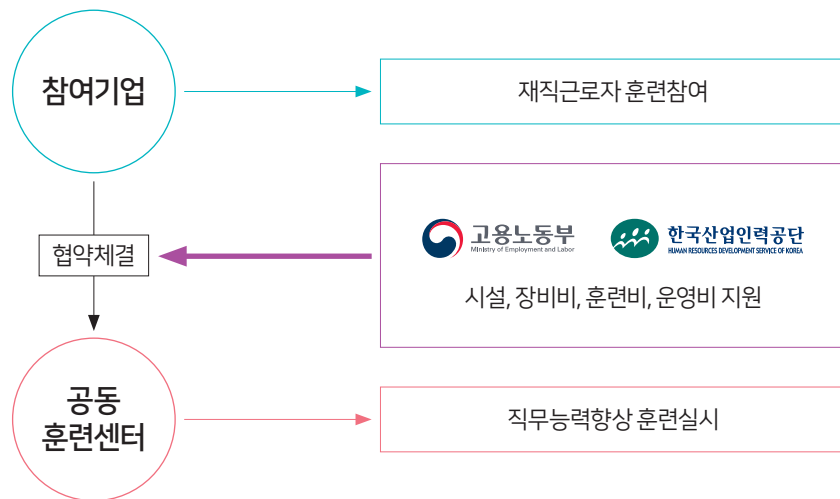 참여기업
재직근로자 훈련참여
고용노동부
Ministry of Employment and Labor
한국산업인력공단
HUMAN RESOURCES DEVELOPMENT SERVICE OF KOREA
협약체결
시설, 장비비, 훈련비, 운영비 지원
공동
훈련센터
직무능력향상 훈련실시